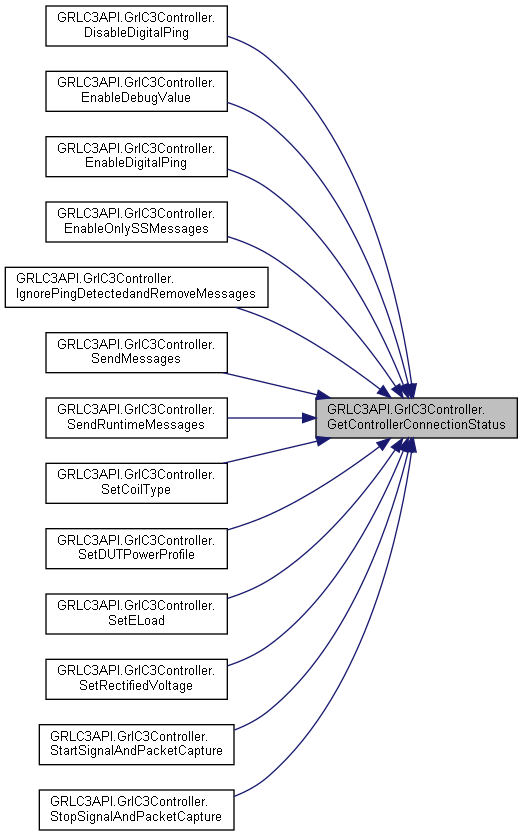 GRLC3API.GrlC3Controller.
DisableDigitalPing
GRLC3API.GrlC3Controller.
EnableDebugValue
GRLC3API.GrlC3Controller.
EnableDigitalPing
GRLC3API.GrlC3Controller.
EnableOnlySSMessages
GRLC3API.GrlC3Controller.
IgnorePingDetectedandRemoveMessages
GRLC3API.GrlC3Controller.
SendMessages
GRLC3API.GrlC3Controller.
SendRuntimeMessages
GRLC3API.GrlC3Controller.
GetControllerConnectionStatus
GRLC3API.GrlC3Controller.
SetCoilType
GRLC3API.GrlC3Controller.
SetDUTPowerProfile
GRLC3API.GrlC3Controller.
SetELoad
GRLC3API.GrlC3Controller.
SetRectifiedVoltage
GRLC3API.GrlC3Controller.
StartSignalAndPacketCapture
GRLC3API.GrlC3Controller.
StopSignalAndPacketCapture